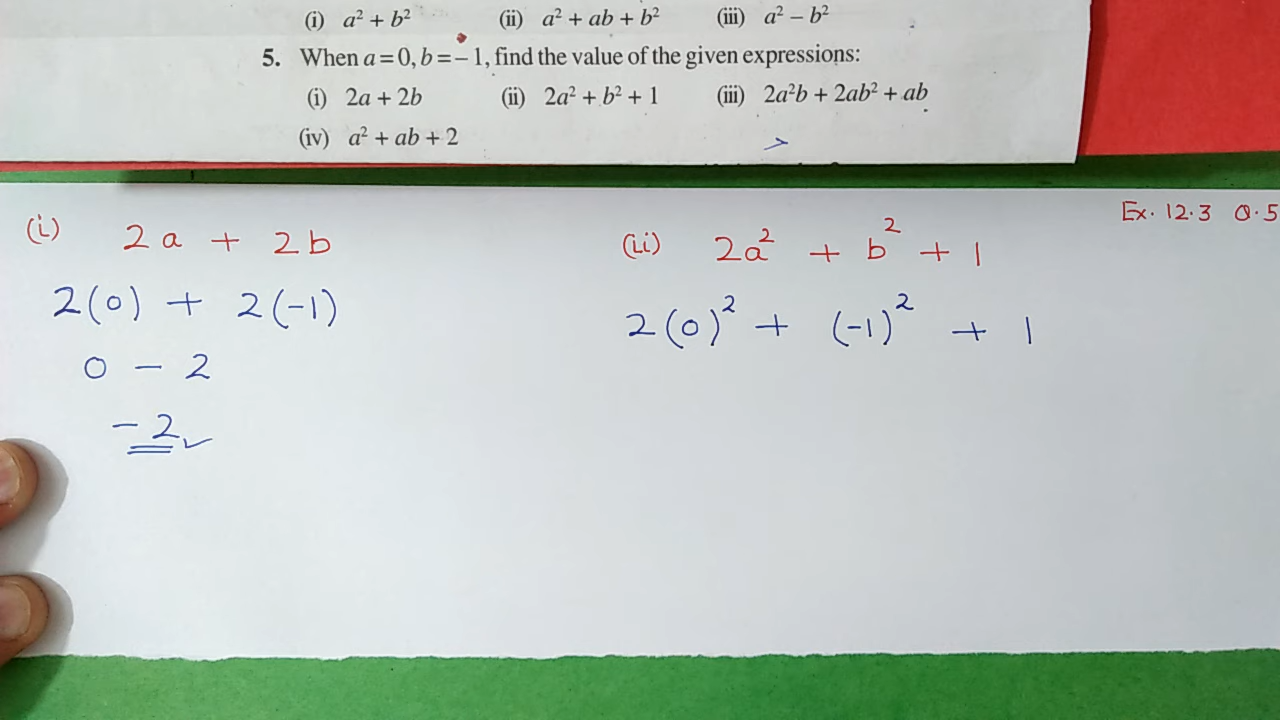 (i) a² + b² (ii) a² + ab + b² (iii) a² – b²
5. When a = 0, b = – 1, find the value of the given expressions:
(i) 2a + 2b (ii) 2a² + b² + 1 (iii) 2a²b + 2ab² + ab
(iv) a² + ab + 2
Ex. 12.3 Q.5
(i) 2a + 2b
2(0) + 2(-1)
0 - 2
-2
(ii) 2a² + b² + 1
2(0)² + (-1)² + 1